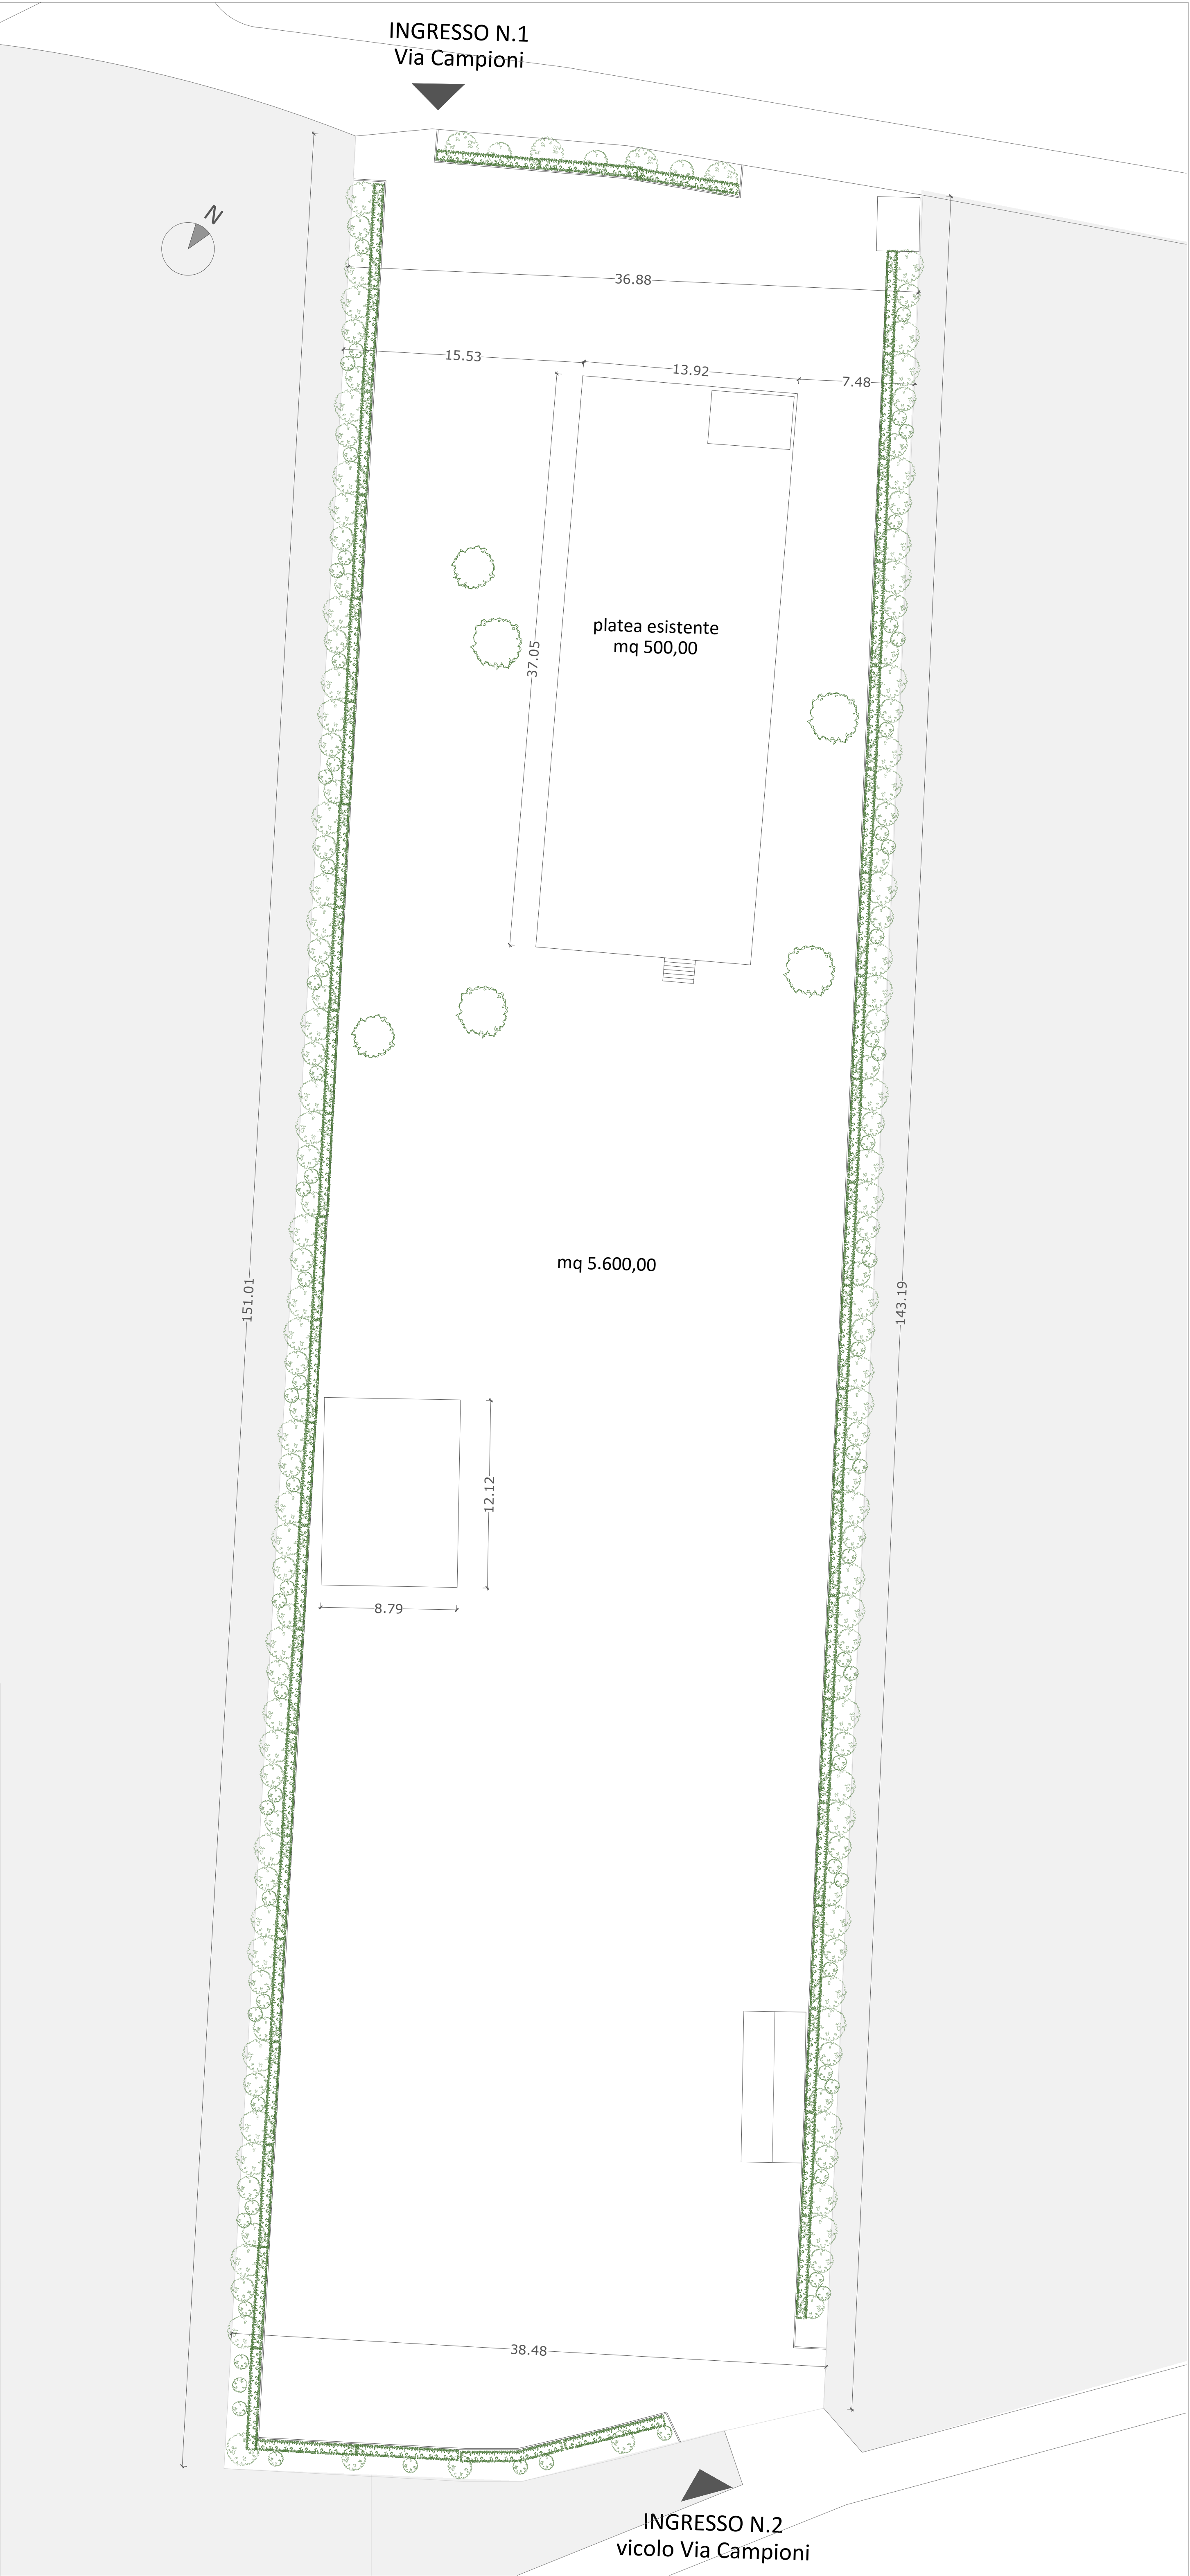 INGRESSO N.1
Via Campioni
N
36.88
15.53
13.92
7.48
platea esistente
mq 500,00
37.05
mq 5.600,00
151.01
143.19
12.12
8.79
38.48
INGRESSO N.2
vicolo Via Campioni